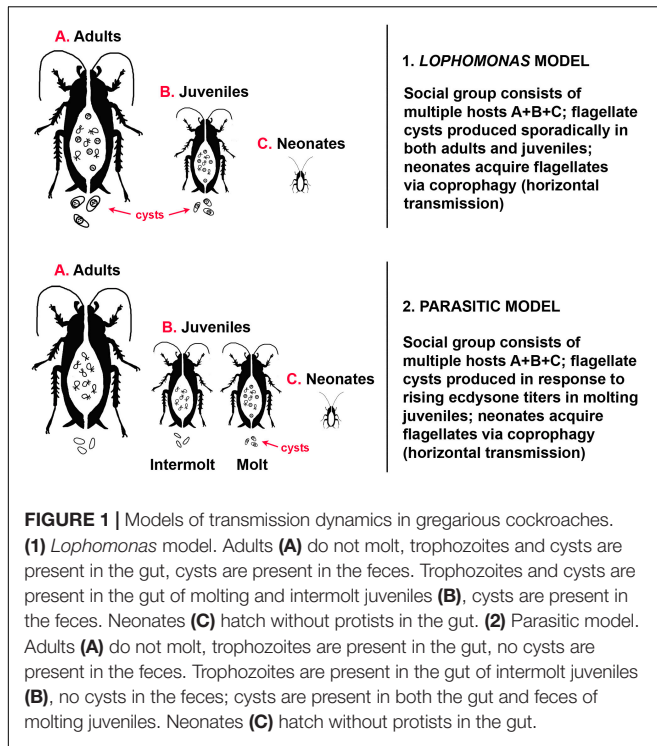 A. Adults
B. Juveniles
C. Neonates
cysts
1. LOPHOMONAS MODEL
Social group consists of
multiple hosts A+B+C; flagellate
cysts produced sporadically in
both adults and juveniles;
neonates acquire flagellates
via coprophagy (horizontal
transmission)
A. Adults
B. Juveniles
C. Neonates
cysts
Intermolt Molt
2. PARASITIC MODEL
Social group consists of
multiple hosts A+B+C; flagellate
cysts produced in response to
rising ecdysone titers in molting
juveniles; neonates acquire
flagellates via coprophagy
(horizontal transmission)
FIGURE 1 | Models of transmission dynamics in gregarious cockroaches.
(1) Lophomonas model. Adults (A) do not molt, trophozoites and cysts are
present in the gut, cysts are present in the feces. Trophozoites and cysts are
present in the gut of molting and intermolt juveniles (B), cysts are present in
the feces. Neonates (C) hatch without protists in the gut. (2) Parasitic model.
Adults (A) do not molt, trophozoites are present in the gut, no cysts are
present in the feces. Trophozoites are present in the gut of intermolt juveniles
(B), no cysts in the feces; cysts are present in both the gut and feces of
molting juveniles. Neonates (C) hatch without protists in the gut.